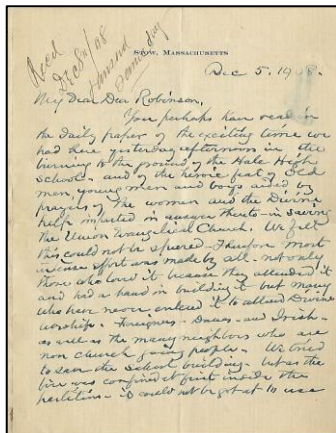 Recd
Dec 8/08
Answd
Same day
STOW, MASSACHUSETTS
Dec 5. 1908.
My Dear Dea Robinson,
You perhaps have read in
the daily paper of the exciting time we
had here yesterday afternoon in the
burning to the ground of the Hale High
School - and of the heroic feat of Old
men, young men and boys aided by
prayers of the women and the Divine
help imparted in answer thereto - in saving
the Union Evangelical Church. We felt
this could not be spared - Therefore most
intense effort was made by all - not only
those who love it because they attended it
and had a hand in building it but many
who have never entered it to attend Divine
worship - Foreigners - Danes - and Irish -
as well as the many neighbors who are
non church going people. We tried
to save the School building - but as the
fire was confined at first inside the
partitions - it could not be got at to use